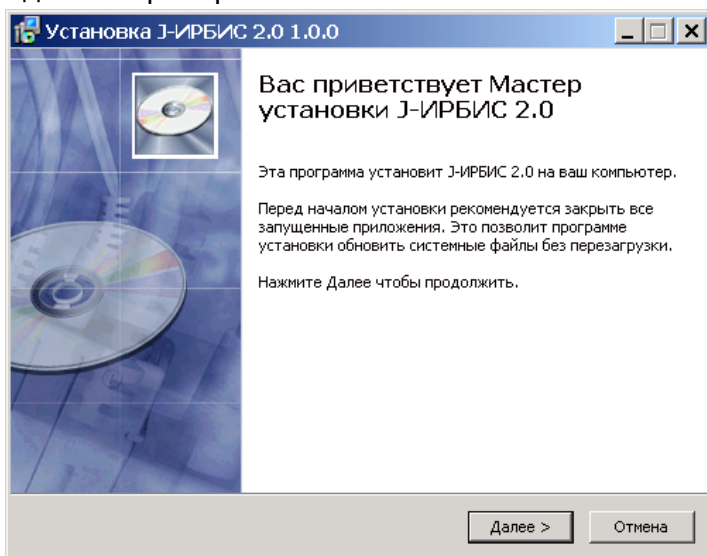 Установка J-ИРБИС 2.0 1.0.0
Вас приветствует Мастер
установки J-ИРБИС 2.0
Эта программа установит J-ИРБИС 2.0 на ваш компьютер.
Перед началом установки рекомендуется закрыть все
запущенные приложения. Это позволит программе
установки обновить системные файлы без перезагрузки.
Нажмите Далее чтобы продолжить.
Далее >
Отмена